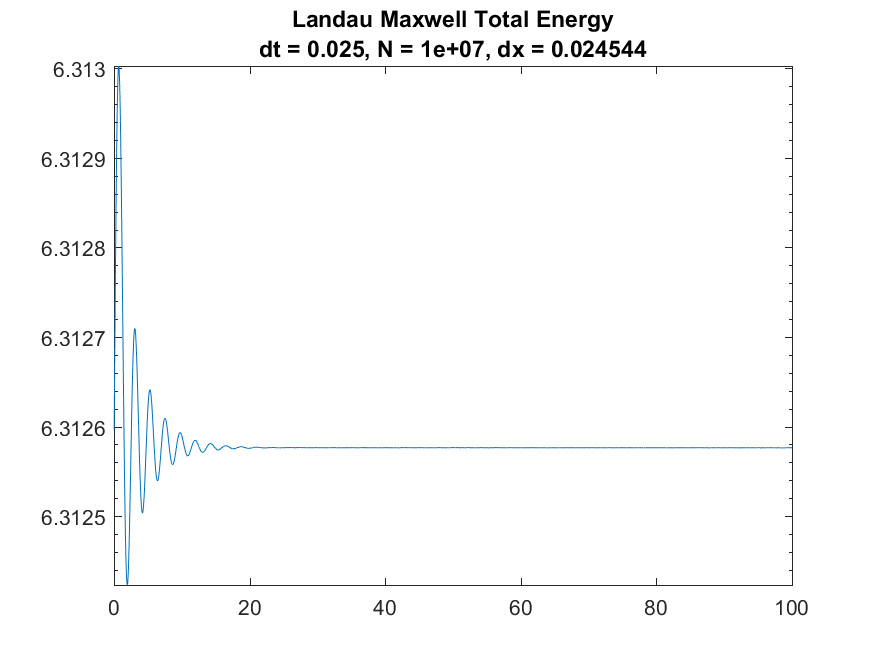 Landau Maxwell Total Energy
dt = 0.025, N = 1e+07, dx = 0.024544
6.313
6.3129
6.3128
6.3127
6.3126
6.3125
0 20 40 60 80 100